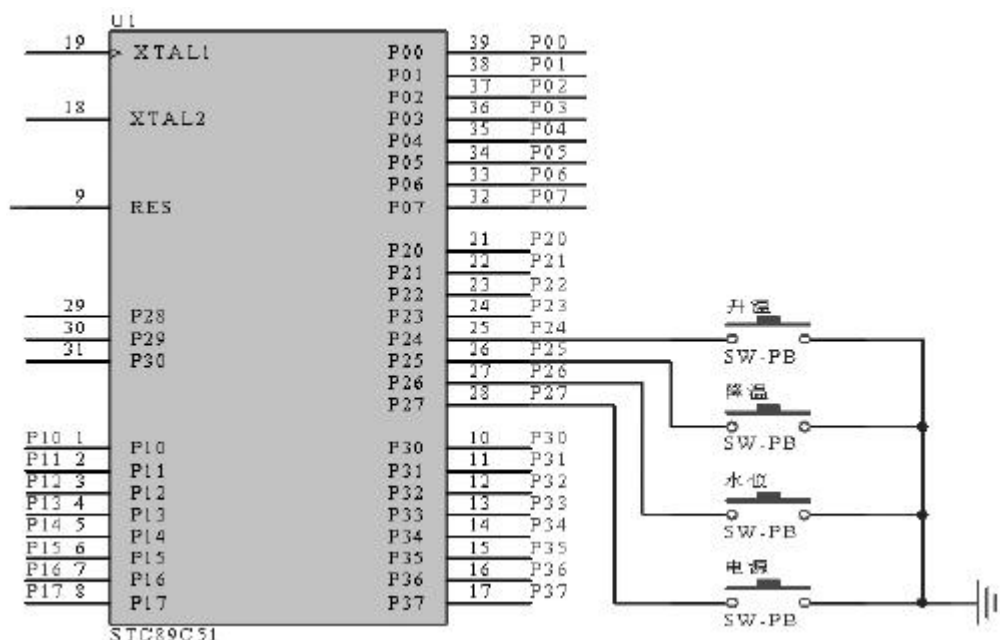 U1
19 XTAL1 P00 39 P00
P01 38 P01
P02 37 P02
18 XTAL2 P03 36 P03
P04 35 P04
P05 34 P05
P06 33 P06
9 RES P07 32 P07
P20 21 P20
P21 22 P21
P22 23 P22
29 P28 P23 24 P23
30 P29 P24 25 P24
31 P30 P25 26 P25
P26 27 P26
P27 28 P27
升温
SW-PB
降温
SW-PB
水位
SW-PB
电源
SW-PB
P10 1 P10 P30 10 P30
P11 2 P11 P31 11 P31
P12 3 P12 P32 12 P32
P13 4 P13 P33 13 P33
P14 5 P14 P34 14 P34
P15 6 P15 P35 15 P35
P16 7 P16 P36 16 P36
P17 8 P17 P37 17 P37
STC89C51